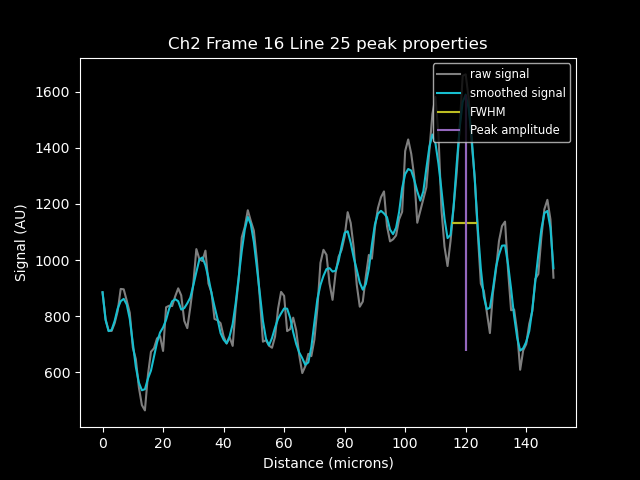 Ch2 Frame 16 Line 25 peak properties
raw signal
smoothed signal
FWHM
Peak amplitude
Signal (AU)
1600
1400
1200
1000
800
600
0 20 40 60 80 100 120 140
Distance (microns)